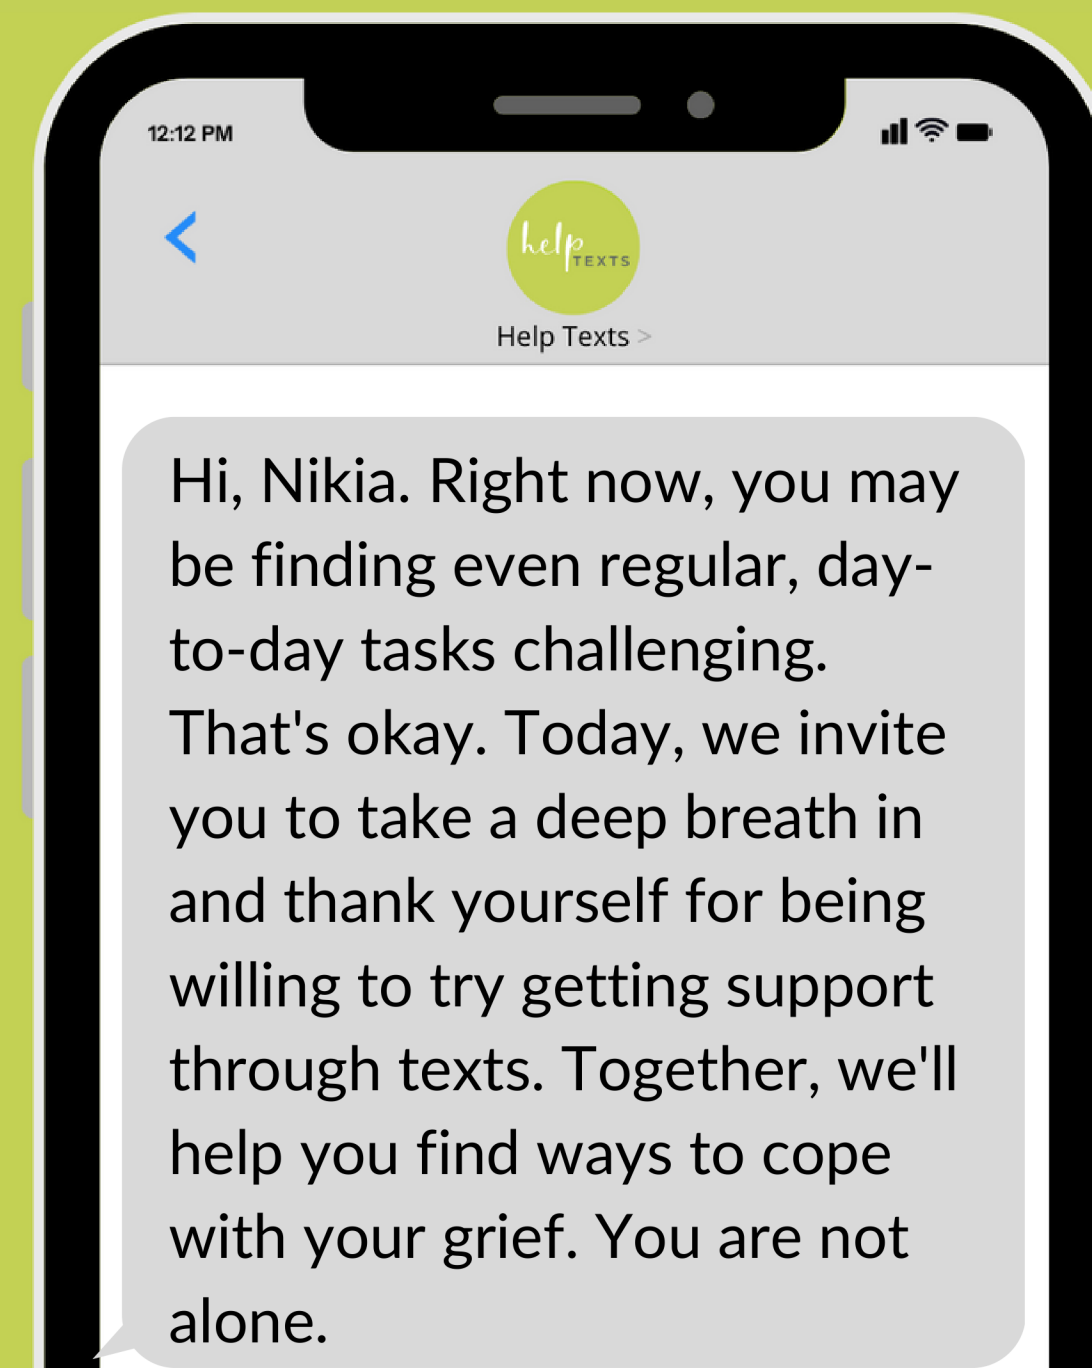 12:12 PM
help
TEXTS
Help Texts >
Hi, Nikia. Right now, you may
be finding even regular, day-
to-day tasks challenging.
That's okay. Today, we invite
you to take a deep breath in
and thank yourself for being
willing to try getting support
through texts. Together, we'll
help you find ways to cope
with your grief. You are not
alone.